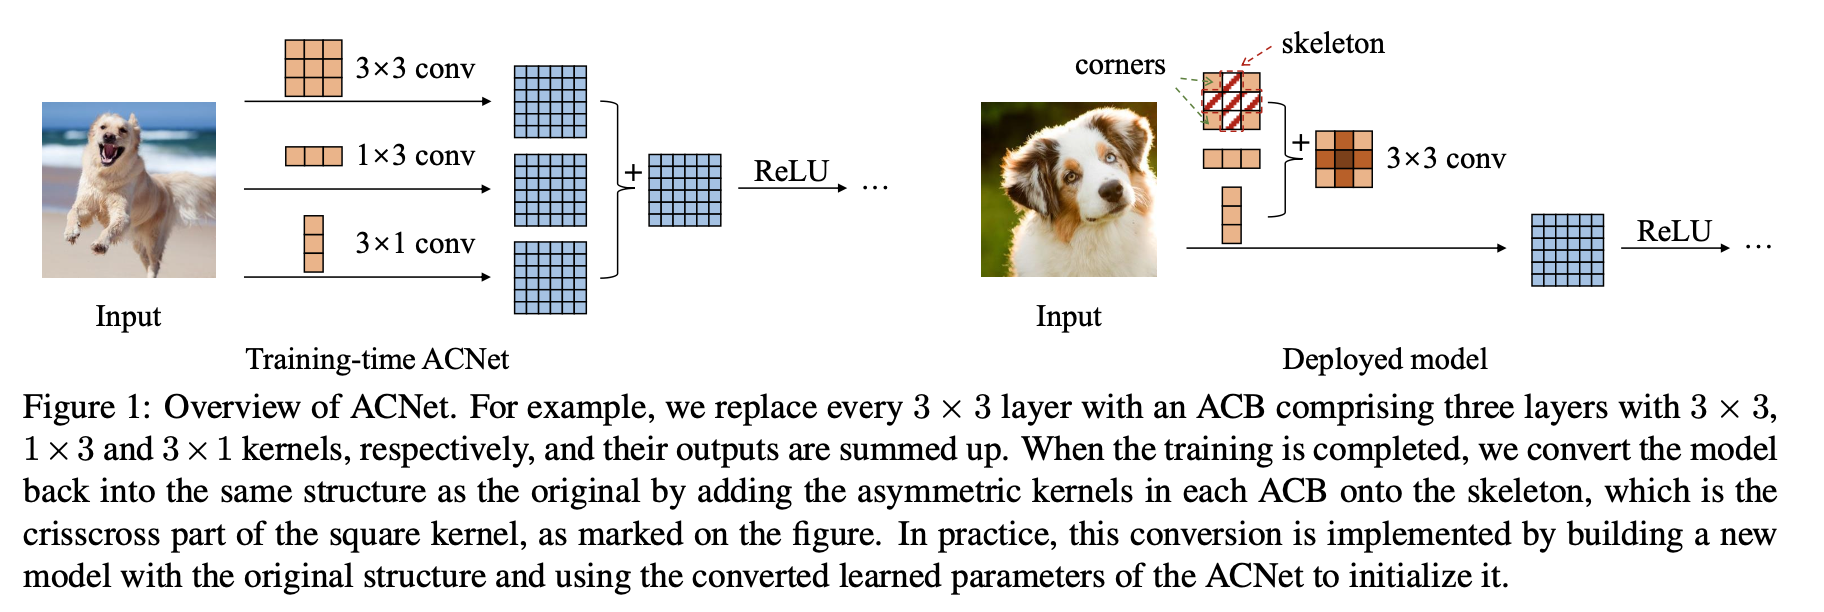 3×3 conv
1×3 conv
3×1 conv
+
ReLU
...
Input
Training-time ACNet
corners
skeleton
+
3×3 conv
ReLU
...
Input
Deployed model
Figure 1: Overview of ACNet. For example, we replace every 3 × 3 layer with an ACB comprising three layers with 3 × 3,
1 × 3 and 3 × 1 kernels, respectively, and their outputs are summed up. When the training is completed, we convert the model
back into the same structure as the original by adding the asymmetric kernels in each ACB onto the skeleton, which is the
crisscross part of the square kernel, as marked on the figure. In practice, this conversion is implemented by building a new
model with the original structure and using the converted learned parameters of the ACNet to initialize it.